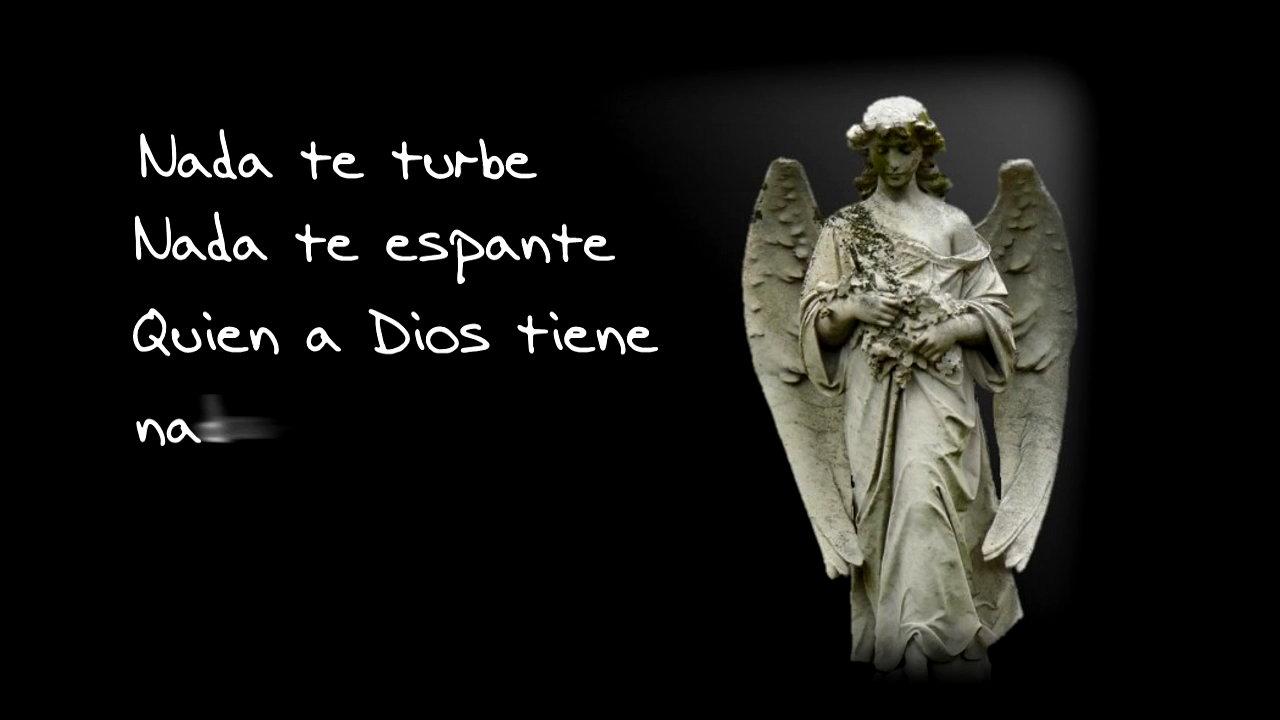 Nada te turbe
Nada te espante
Quien a Dios tiene
na